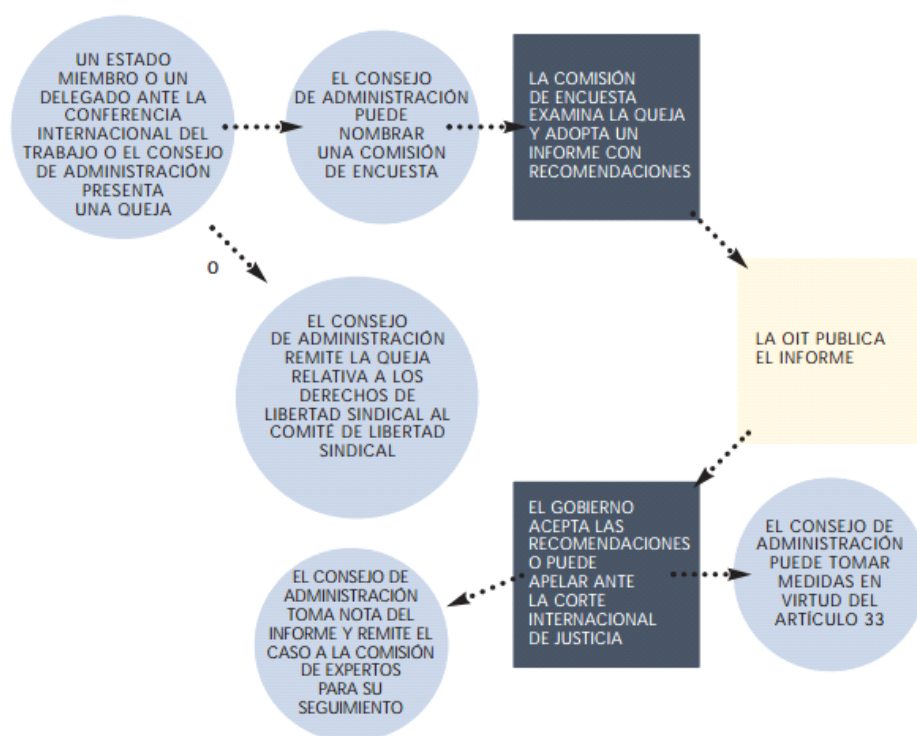 UN ESTADO
MIEMBRO O UN
DELEGADO ANTE LA
CONFERENCIA
INTERNACIONAL DEL
TRABAJO O EL CONSEJO
DE ADMINISTRACIÓN
PRESENTA
UNA QUEJA
EL CONSEJO
DE ADMINISTRACIÓN
PUEDE
NOMBRAR
UNA COMISIÓN
DE ENCUESTA
LA COMISIÓN
DE ENCUESTA
EXAMINA LA QUEJA
Y ADOPTA UN
INFORME CON
RECOMENDACIONES
O
EL CONSEJO
DE ADMINISTRACIÓN
REMITE LA QUEJA
RELATIVA A LOS
DERECHOS DE
LIBERTAD SINDICAL AL
COMITÉ DE LIBERTAD
SINDICAL
LA OIT PUBLICA
EL INFORME
EL GOBIERNO
ACEPTA LAS
RECOMENDACIONES
O PUEDE
APELAR ANTE
LA CORTE
INTERNACIONAL
DE JUSTICIA
EL CONSEJO DE
ADMINISTRACIÓN
PUEDE TOMAR
MEDIDAS EN
VIRTUD DEL
ARTÍCULO 33
EL CONSEJO DE
ADMINISTRACIÓN
TOMA NOTA DEL
INFORME Y REMITE EL
CASO A LA COMISIÓN
DE EXPERTOS
PARA SU
SEGUIMIENTO